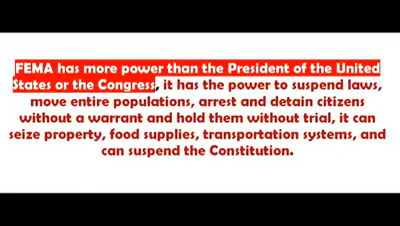 FEMA has more power than the President of the United
States or the Congress, it has the power to suspend laws,
move entire populations, arrest and detain citizens
without a warrant and hold them without trial, it can
seize property, food supplies, transportation systems, and
can suspend the Constitution.